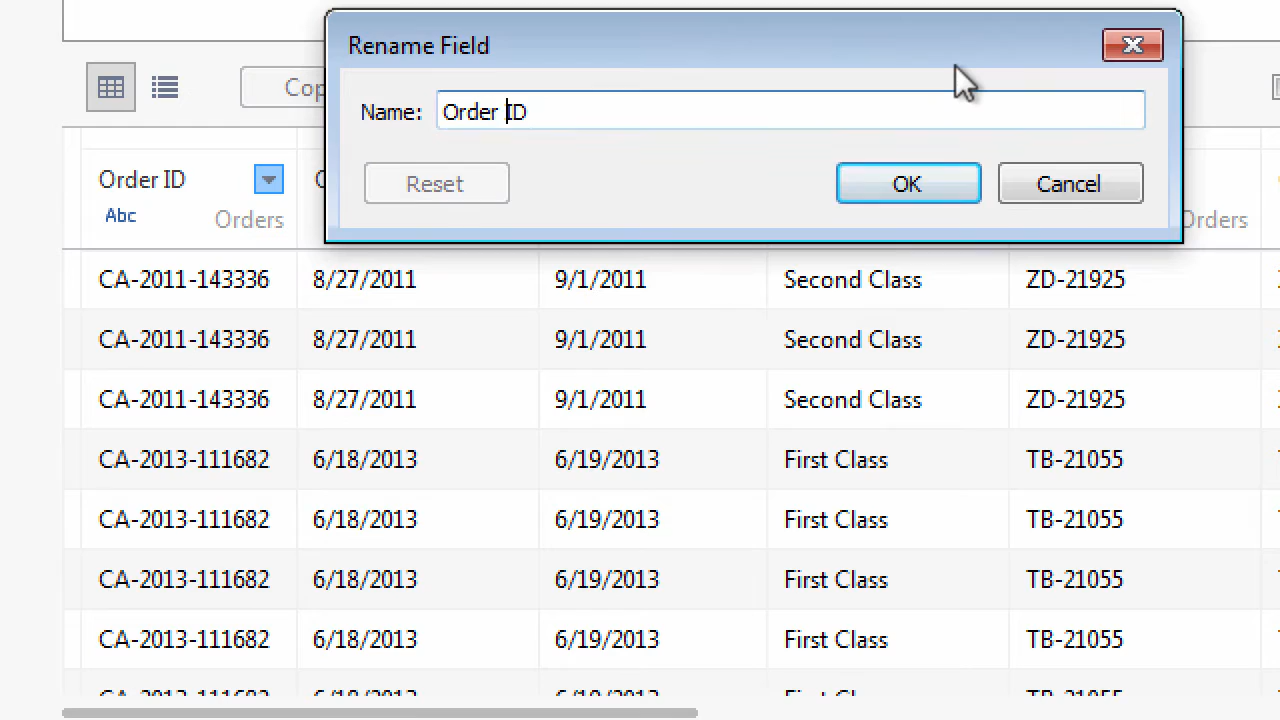 Rename Field
Name: Order ID
Reset OK Cancel
Order ID
Abc Orders
Orders
CA-2011-143336 8/27/2011 9/1/2011 Second Class ZD-21925
CA-2011-143336 8/27/2011 9/1/2011 Second Class ZD-21925
CA-2011-143336 8/27/2011 9/1/2011 Second Class ZD-21925
CA-2013-111682 6/18/2013 6/19/2013 First Class TB-21055
CA-2013-111682 6/18/2013 6/19/2013 First Class TB-21055
CA-2013-111682 6/18/2013 6/19/2013 First Class TB-21055
CA-2013-111682 6/18/2013 6/19/2013 First Class TB-21055